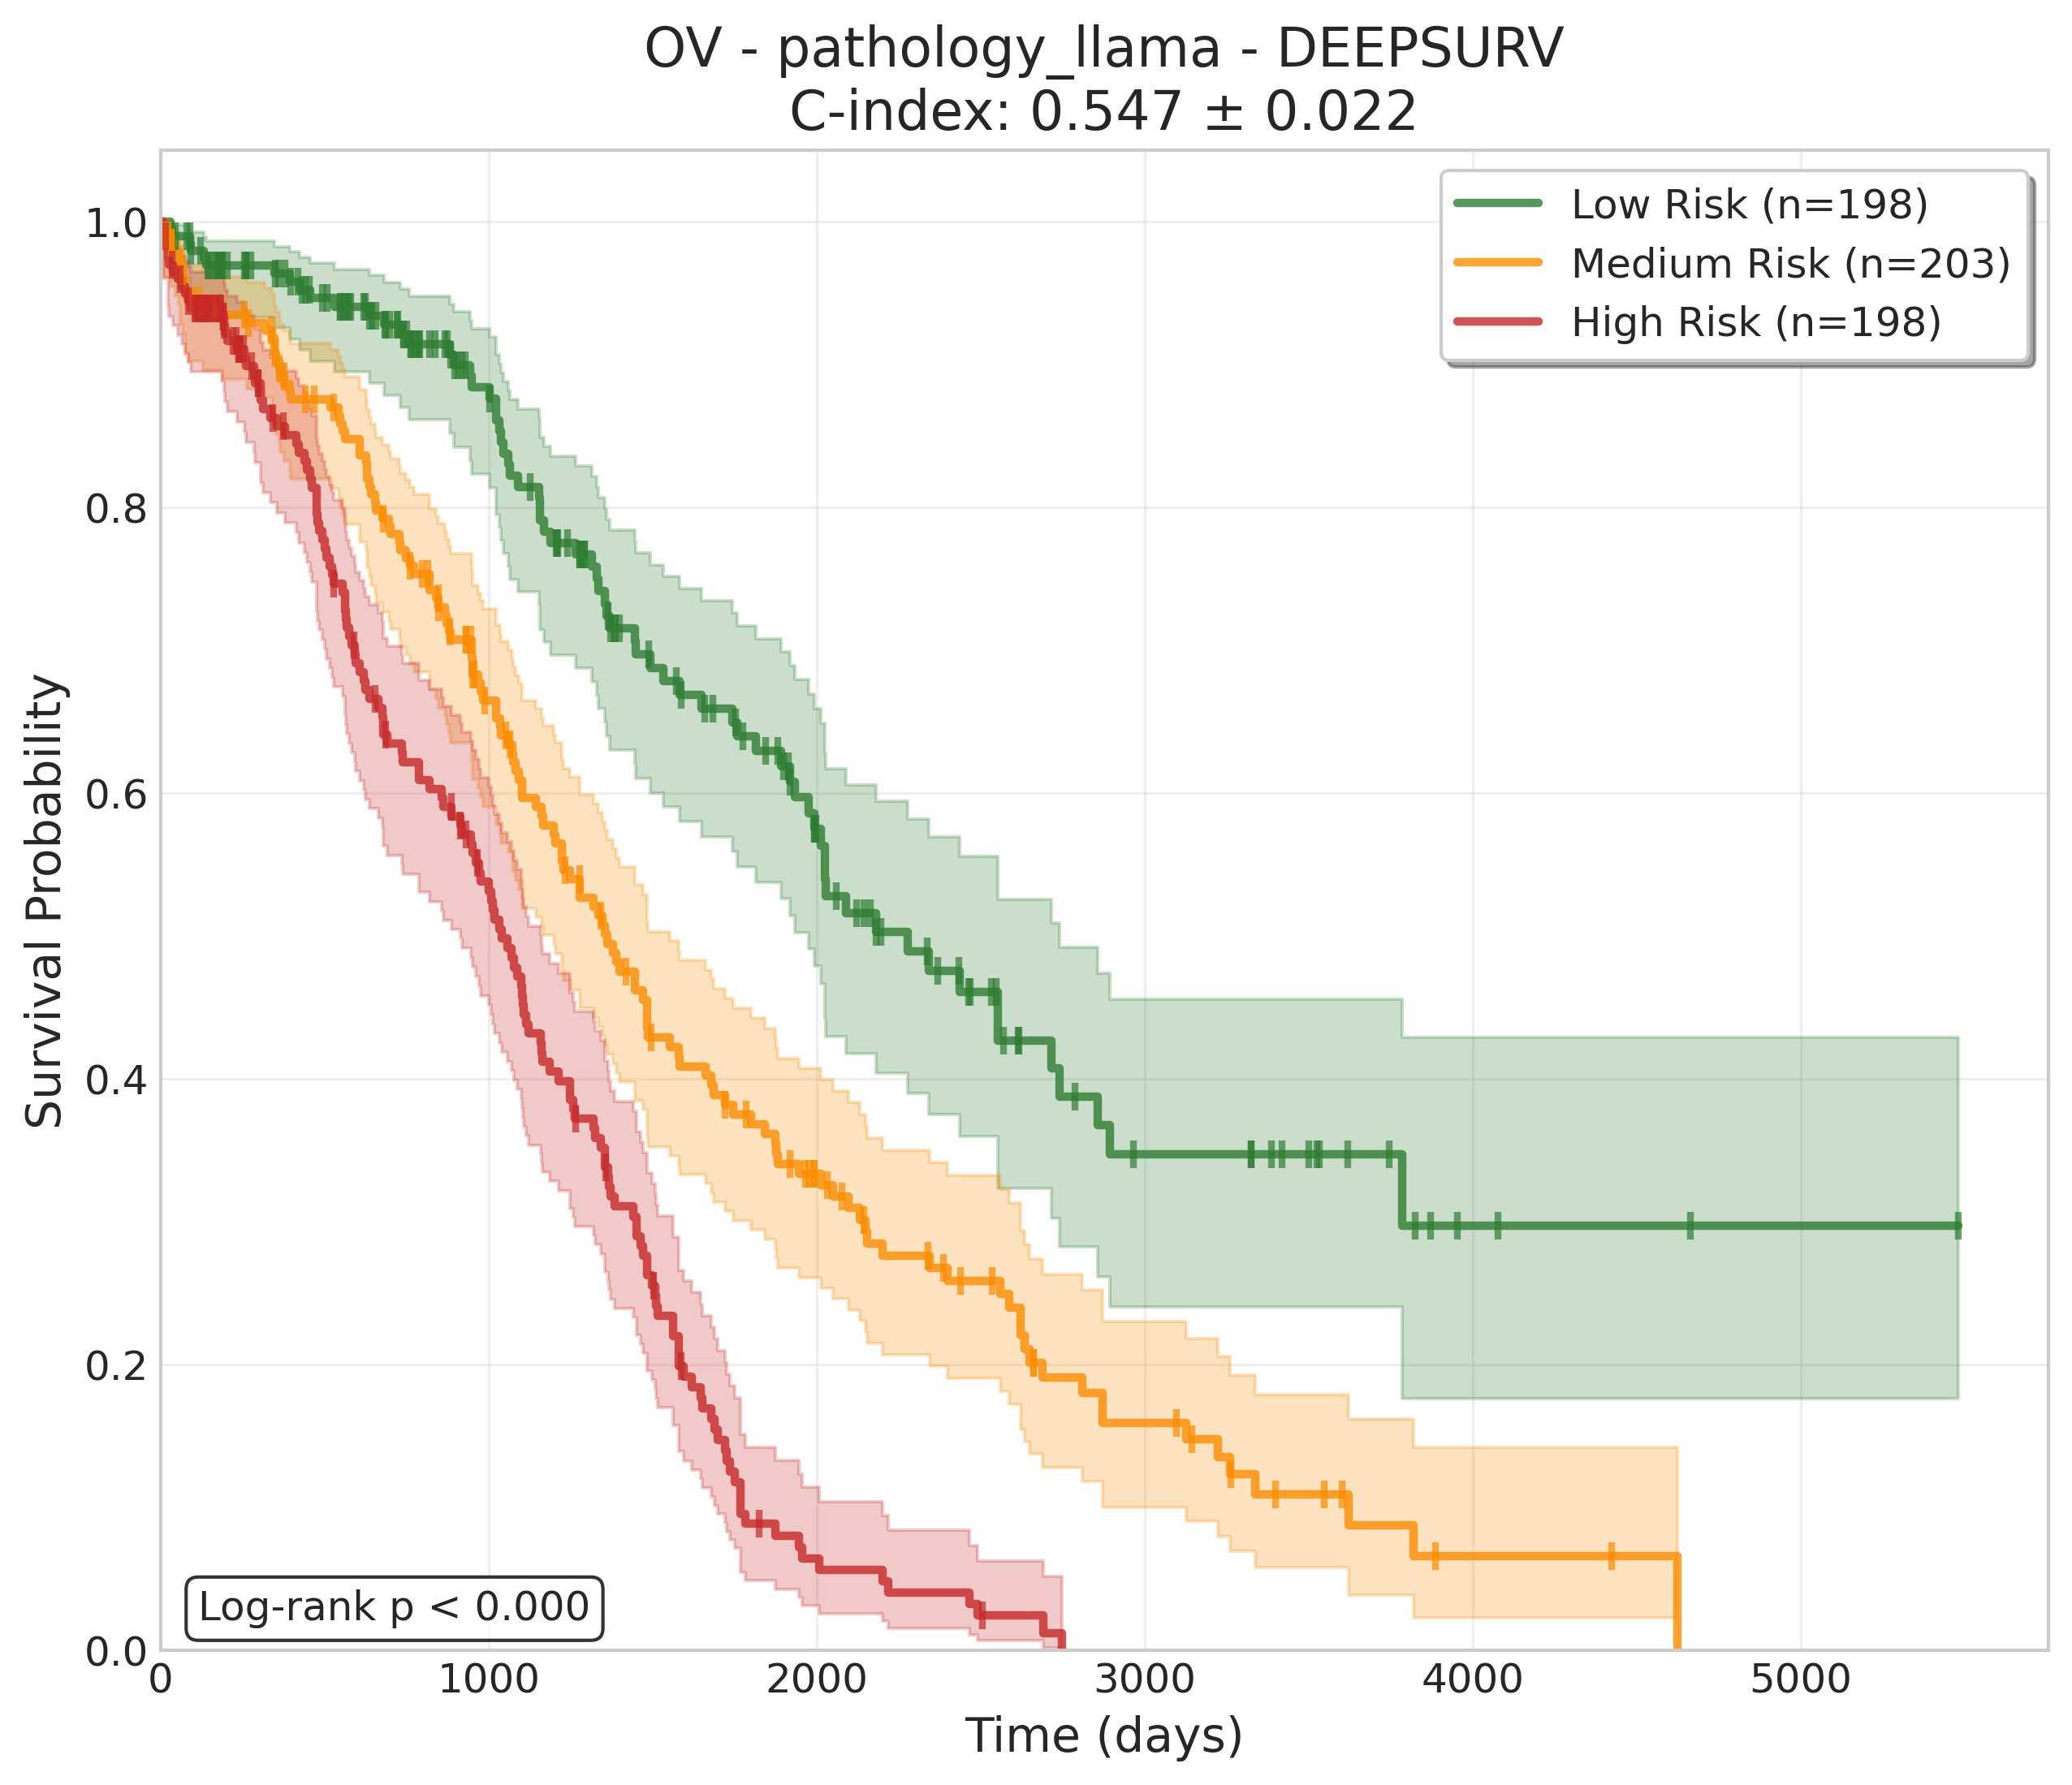 OV - pathology_llama - DEEPSURV
C-index: 0.547 ± 0.022
Low Risk (n=198)
Medium Risk (n=203)
High Risk (n=198)
Survival Probability
1.0
0.8
0.6
0.4
0.2
0.0
Log-rank p < 0.000
0 1000 2000 3000 4000 5000
Time (days)